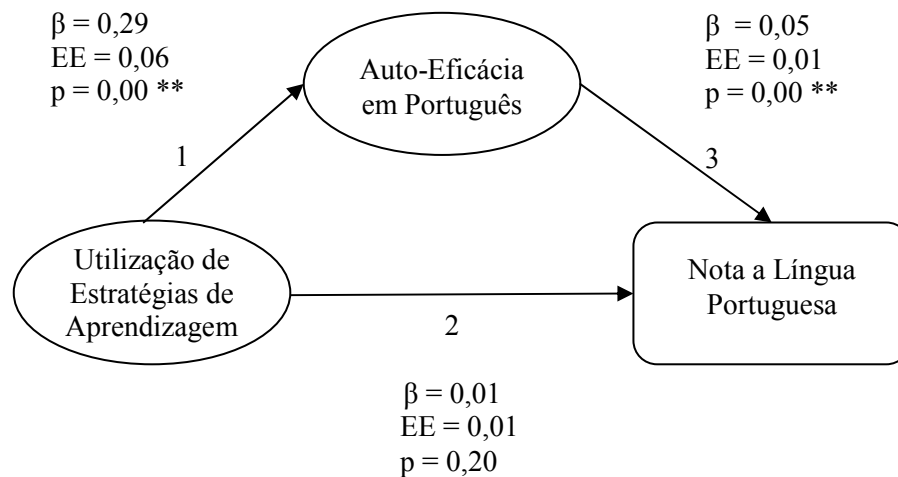 β = 0,29
EE = 0,06
p = 0,00 **
Auto-Eficácia
em Português
β = 0,05
EE = 0,01
p = 0,00 **
1
3
Utilização de
Estratégias de
Aprendizagem
2
Nota a Língua
Portuguesa
β = 0,01
EE = 0,01
p = 0,20